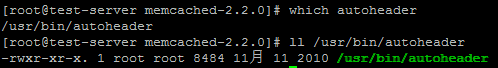 [root@test-server memcached-2.2.0]# which autoheader
/usr/bin/autoheader
[root@test-server memcached-2.2.0]# ll /usr/bin/autoheader
-rwxr-xr-x. 1 root root 8484 11月 11 2010 /usr/bin/autoheader